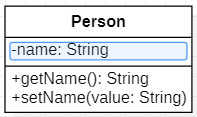 Person
-name: String
+getName(): String
+setName(value: String)